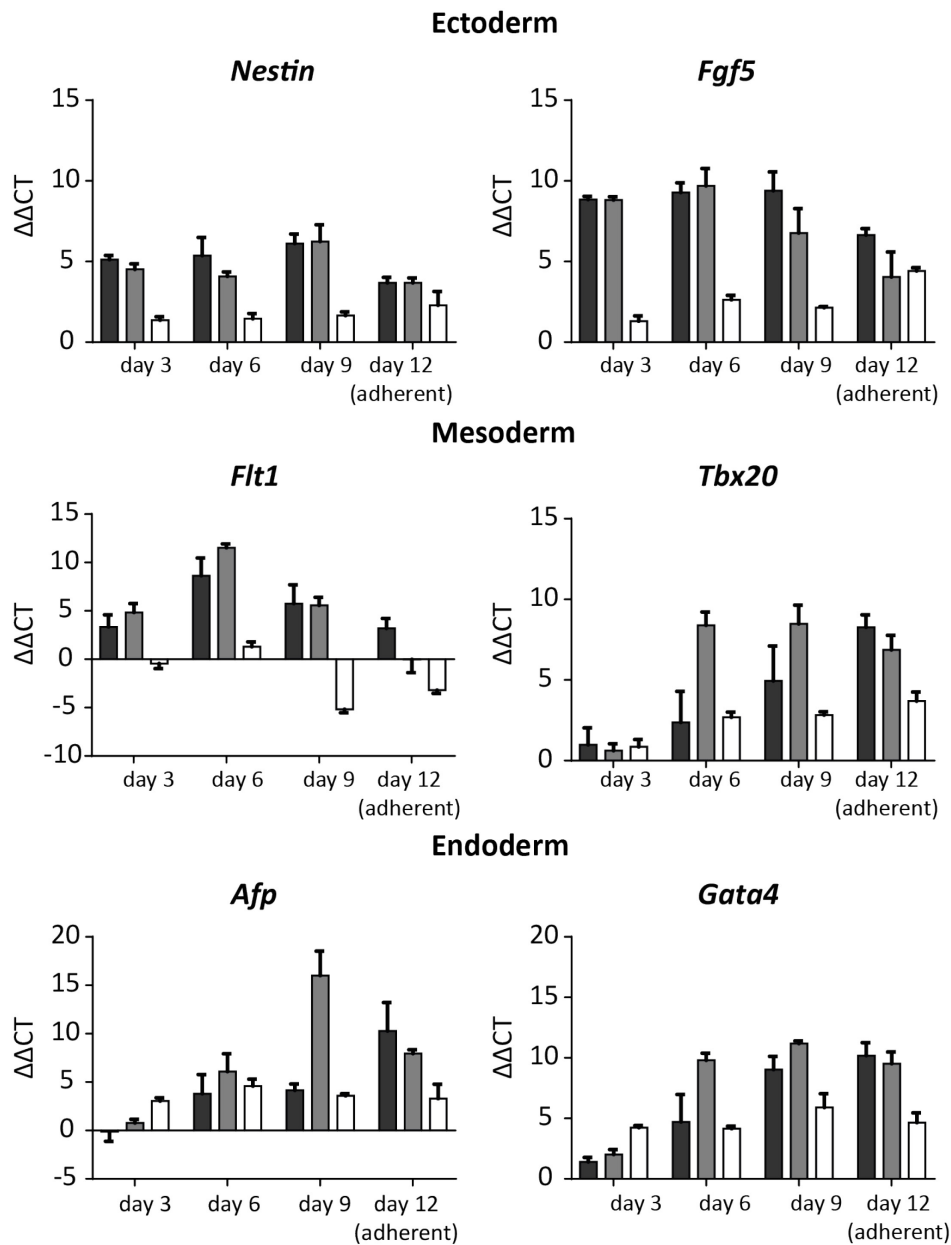 Ectoderm
Nestin
ΔΔCT
15
10
5
0
day 3 day 6 day 9 day 12
(adherent)
Fgf5
ΔΔCT
15
10
5
0
day 3 day 6 day 9 day 12
(adherent)
Mesoderm
Flt1
ΔΔCT
15
10
5
0
-5
-10
day 3 day 6 day 9 day 12
(adherent)
Tbx20
ΔΔCT
15
10
5
0
day 3 day 6 day 9 day 12
(adherent)
Endoderm
Afp
ΔΔCT
20
15
10
5
0
-5
day 3 day 6 day 9 day 12
(adherent)
Gata4
ΔΔCT
20
15
10
5
0
day 3 day 6 day 9 day 12
(adherent)